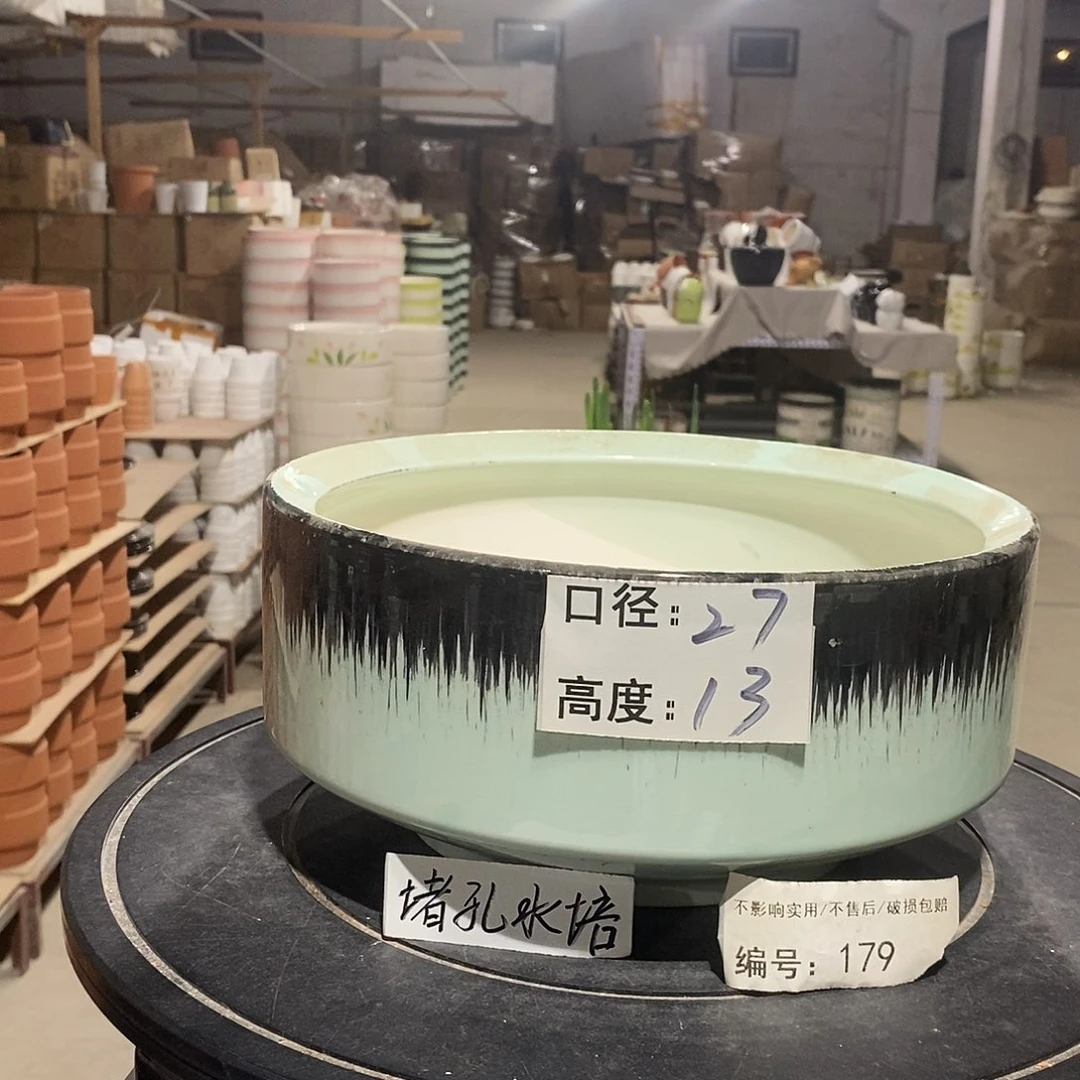 口径：27
高度：13
堵孔水培
不影响实用/不售后/破损包赔
编号：179